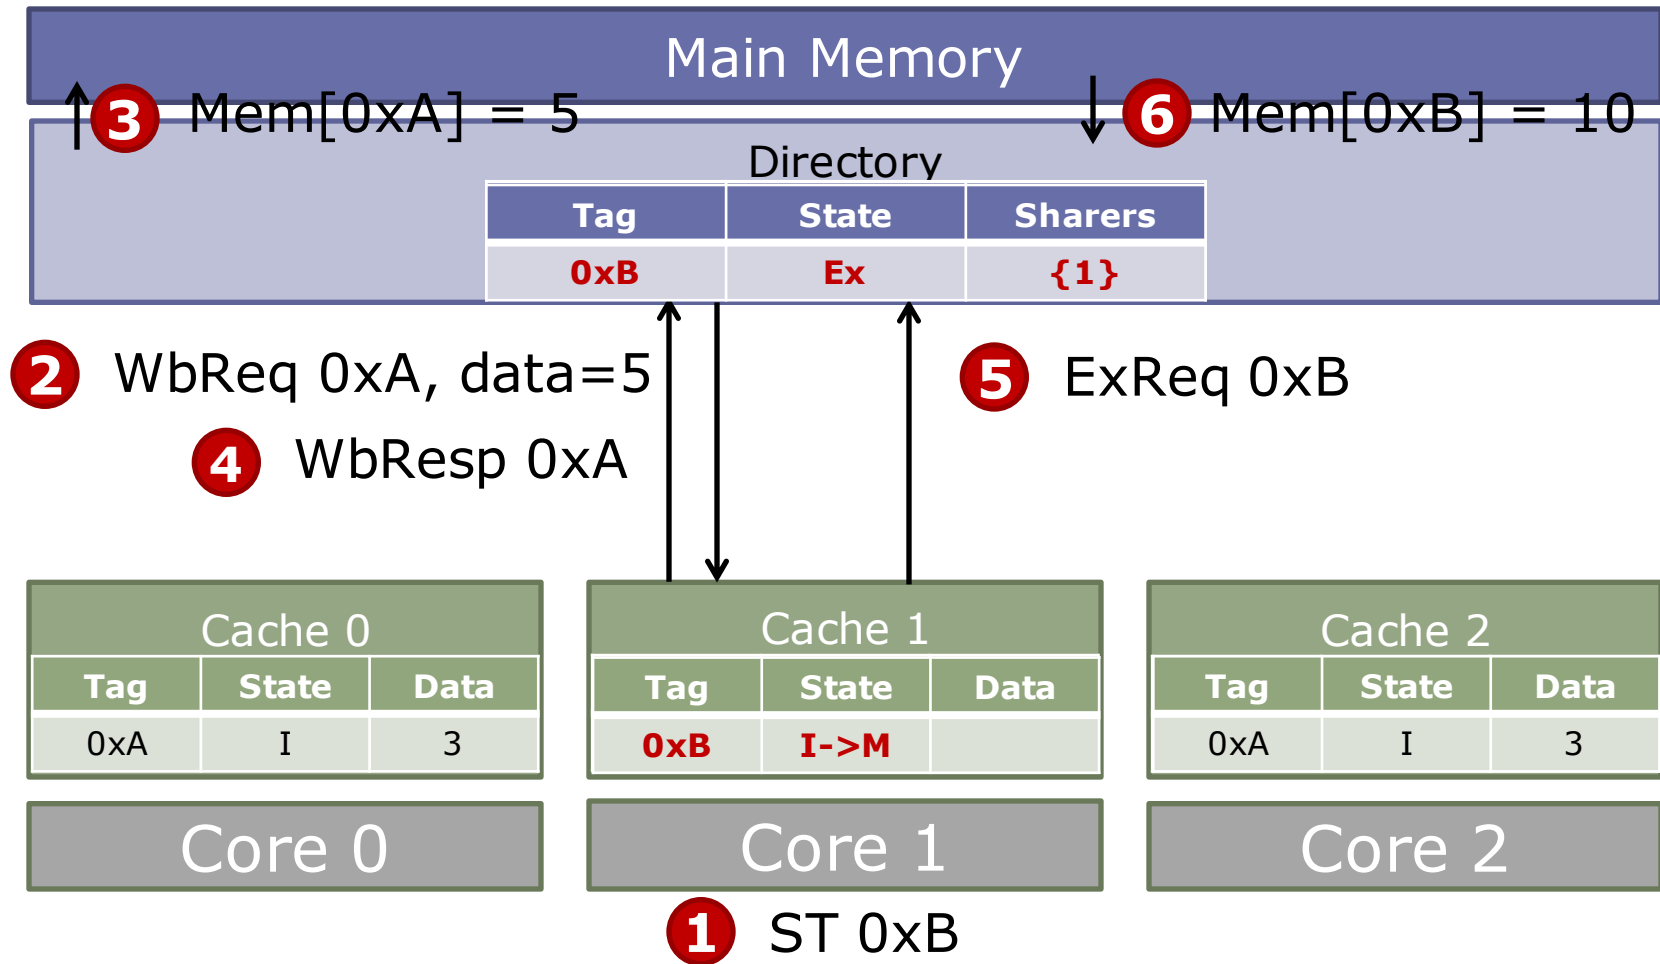 Main Memory
3 Mem[0xA] = 5
6 Mem[0xB] = 10
Directory
Tag State Sharers
0xB Ex {1}
2 WbReq 0xA, data=5
5 ExReq 0xB
4 WbResp 0xA
Cache 0
Tag State Data
0xA I 3
Cache 1
Tag State Data
0xB I->M
Cache 2
Tag State Data
0xA I 3
Core 0
Core 1
Core 2
1 ST 0xB